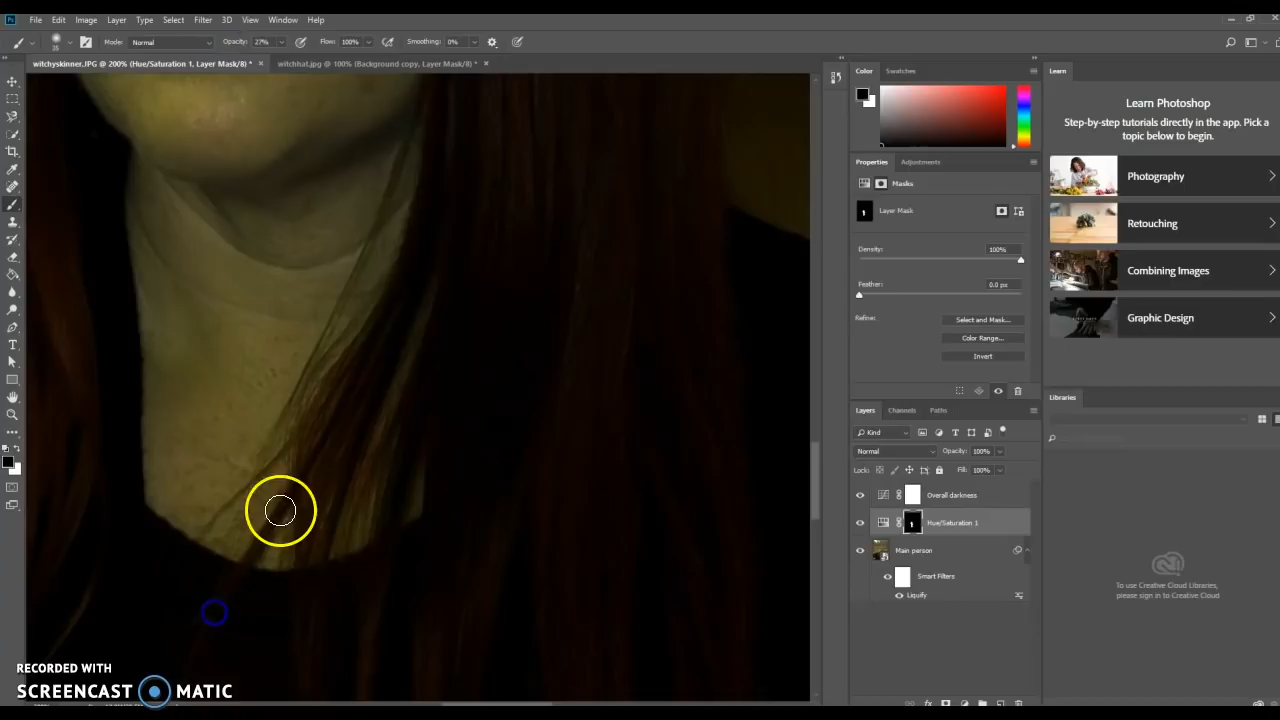 Ps File Edit Image Layer Type Select Filter 3D View Window Help
35 Mode: Normal Opacity: 27% Flow: 100% Smoothing: 0%
witchyskinner.JPG @ 200% (Hue/Saturation 1, Layer Mask/8) * × witchhat.jpg @ 100% (Background copy, Layer Mask/8) * ×
Color Swatches
Learn
Learn Photoshop
Step-by-step tutorials directly in the app. Pick a
topic below to begin.
Photography
Retouching
Combining Images
Graphic Design
Properties Adjustments
Masks
Layer Mask
Density: 100%
Feather: 0.0 px
Refine: Select and Mask...
Color Range...
Invert
Libraries
Layers Channels Paths
Kind
Normal Opacity: 100%
Lock: Fill: 100%
Overall darkness
Hue/Saturation 1
Main person
Smart Filters
Liquify
To use Creative Cloud Libraries,
please sign in to Creative Cloud
RECORDED WITH
SCREENCAST MATIC